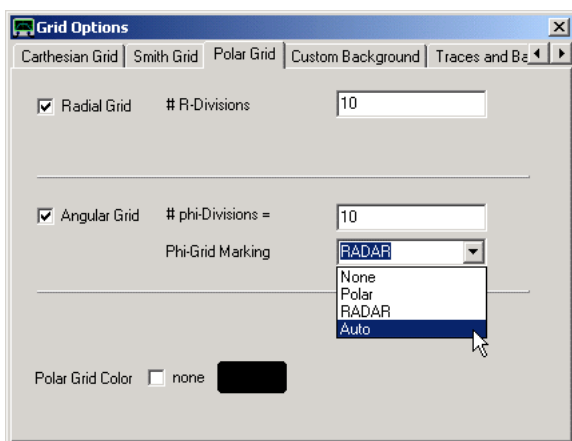 Grid Options
Carthesian Grid Smith Grid Polar Grid Custom Background Traces and Ba
Radial Grid # R-Divisions 10
Angular Grid # phi-Divisions = 10
Phi-Grid Marking RADAR
None
Polar
RADAR
Auto
Polar Grid Color none